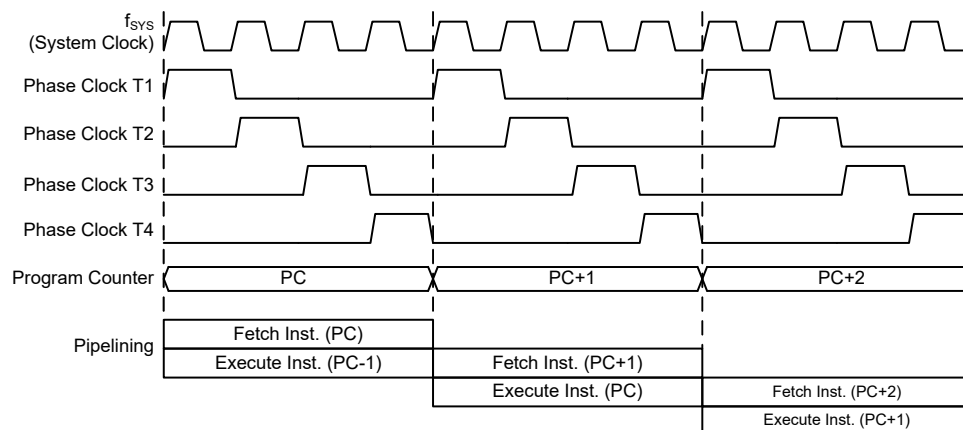 fSYS
(System Clock)
Phase Clock T1
Phase Clock T2
Phase Clock T3
Phase Clock T4
Program Counter PC PC+1 PC+2
Fetch Inst. (PC)
Pipelining
Execute Inst. (PC-1) Fetch Inst. (PC+1)
Execute Inst. (PC) Fetch Inst. (PC+2)
Execute Inst. (PC+1)